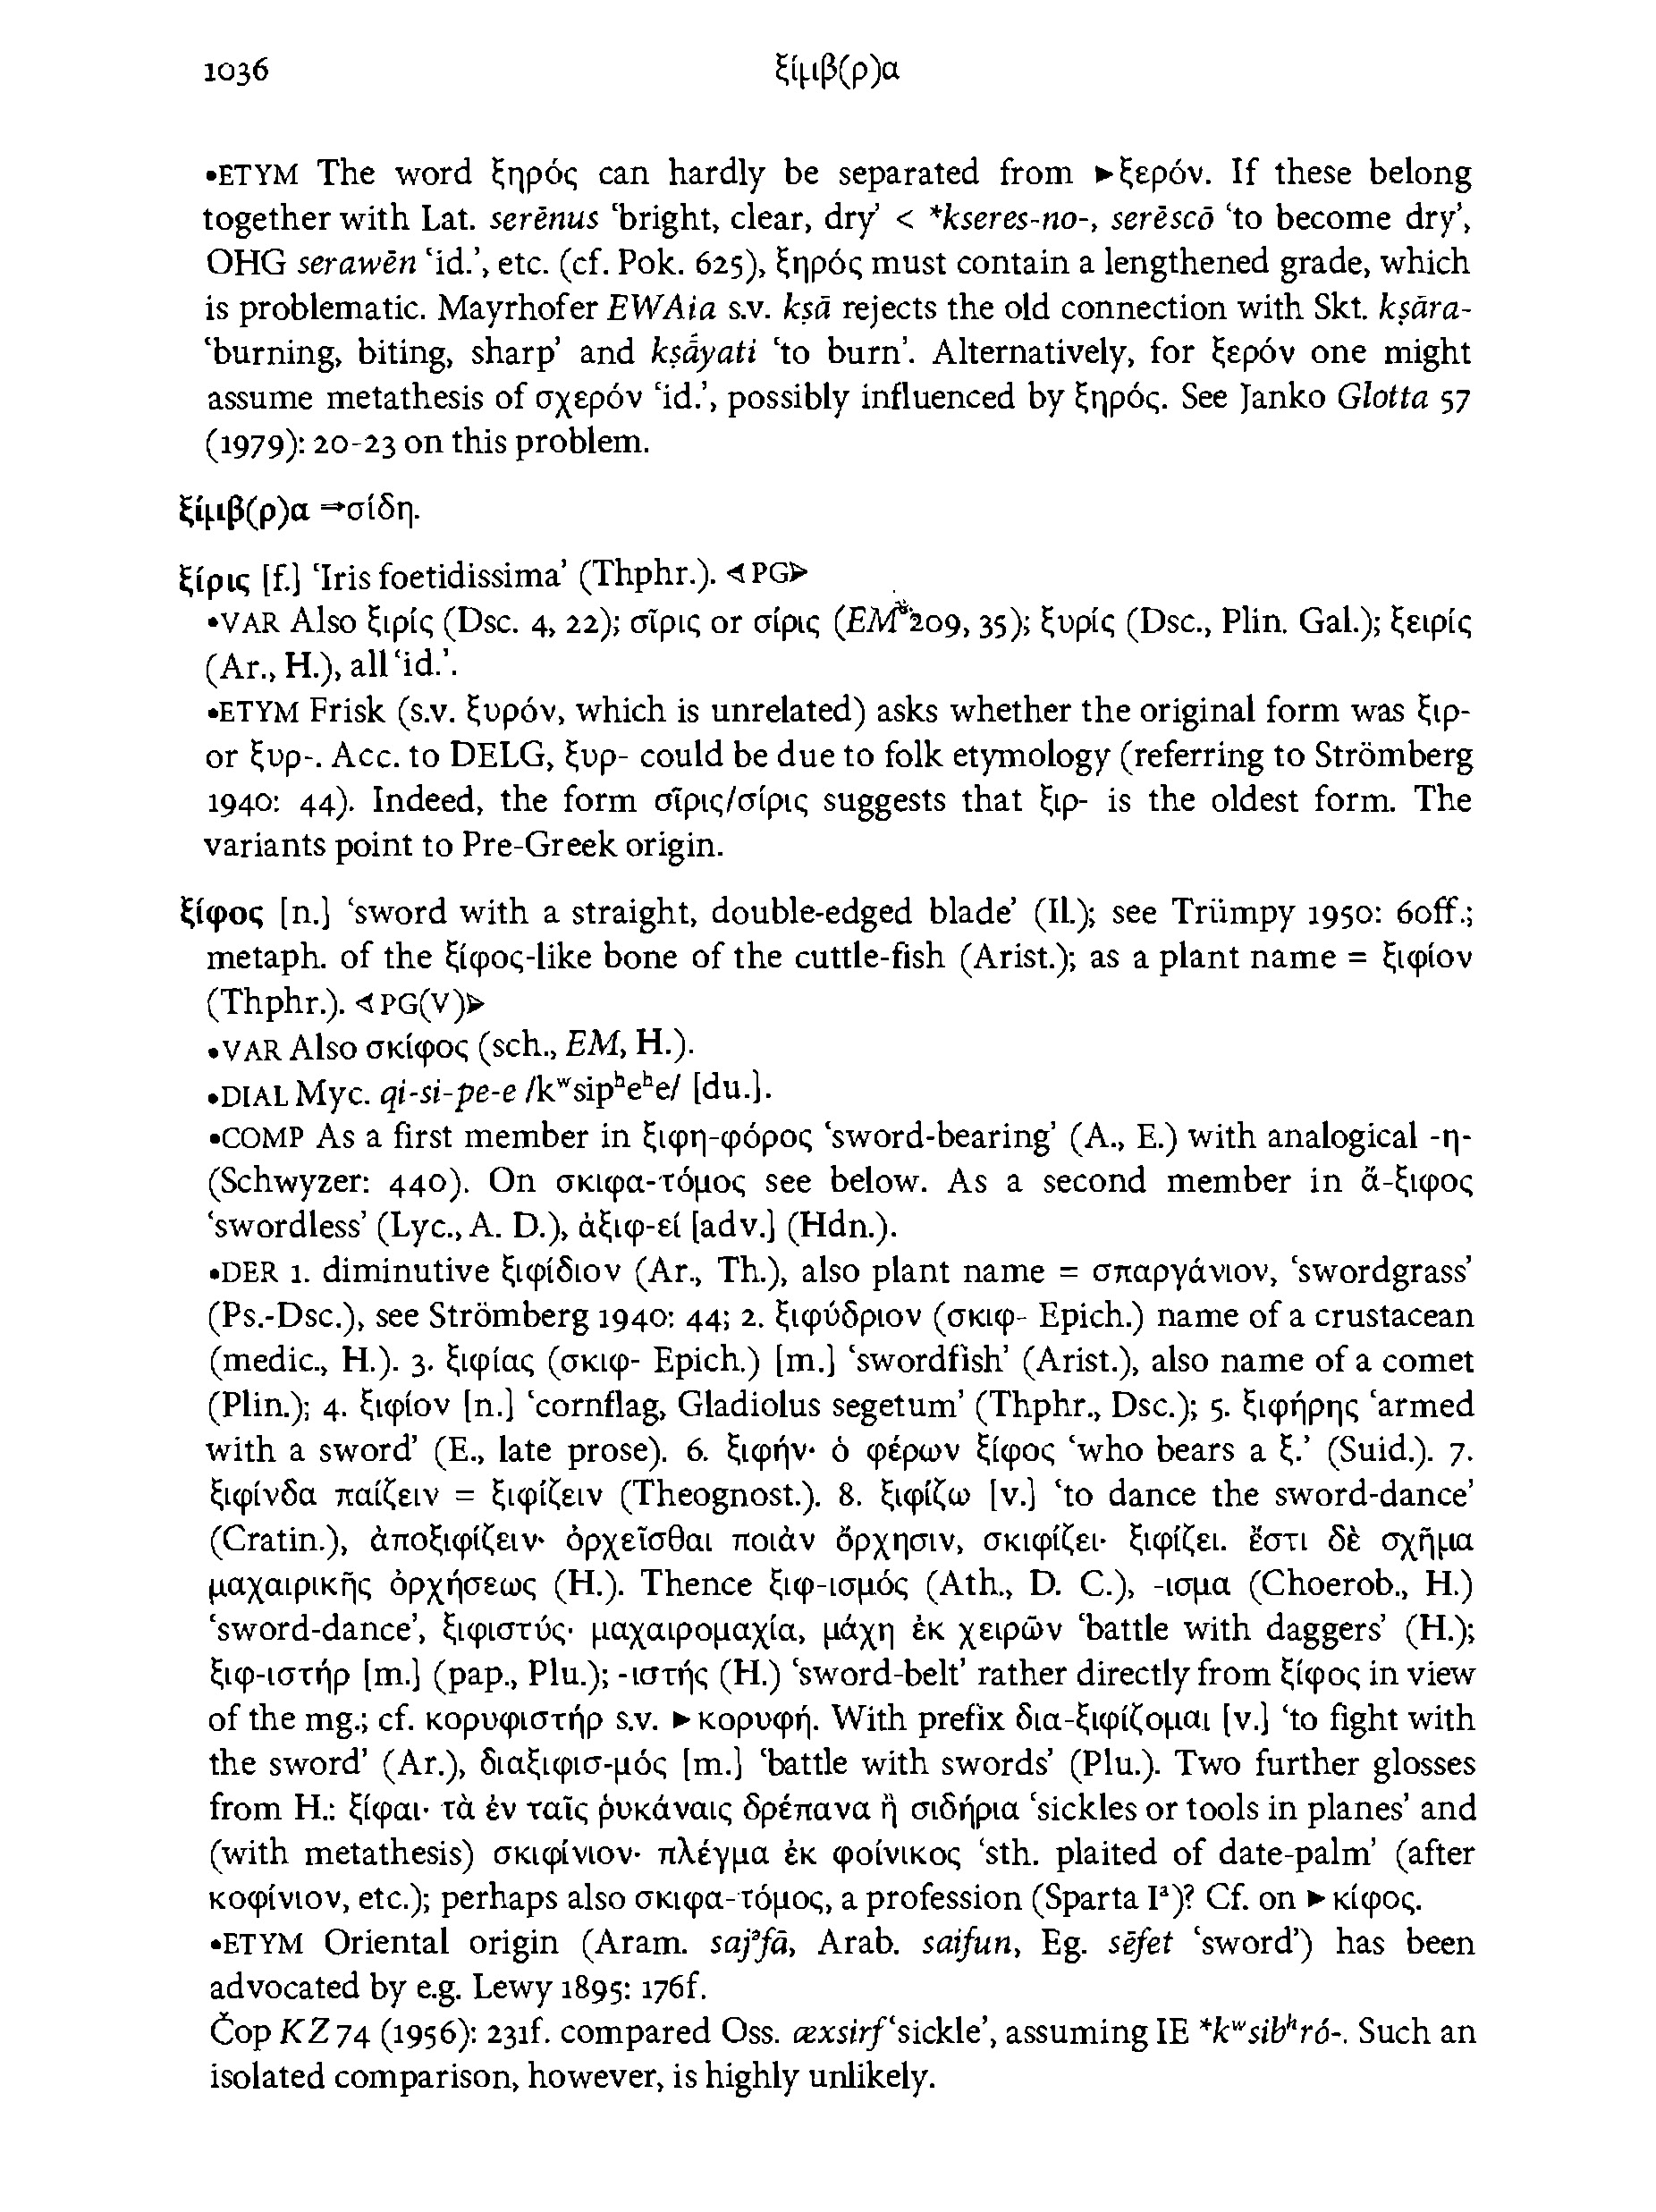 1036
ξίμβ(ρ)α
•ETYM The word ξηρός can hardly be separated from ►ξερόν. If these belong
together with Lat. serēnus ‘bright, clear, dry’ < *kseres-no-, serēscō ‘to become dry’,
OHG serawēn ‘id.’, etc. (cf. Pok. 625), ξηρός must contain a lengthened grade, which
is problematic. Mayrhofer EWAia s.v. kṣā rejects the old connection with Skt. kṣāra-
‘burning, biting, sharp’ and kṣā́yati ‘to burn’. Alternatively, for ξερόν one might
assume metathesis of σχερόν ‘id.’, possibly influenced by ξηρός. See Janko Glotta 57
(1979): 20-23 on this problem.
ξίμβ(ρ)α ⇒σίδη.
ξίρις [f.] ‘Iris foetidissima’ (Thphr.). ◄PG►
•VAR Also ξιρίς (Dsc. 4, 22); σῖρις or σίρις (EM 209, 35); ξυρίς (Dsc., Plin. Gal.); ξειρίς
(Ar., H.), all ‘id.’.
•ETYM Frisk (s.v. ξυρόν, which is unrelated) asks whether the original form was ξιρ-
or ξυρ-. Acc. to DELG, ξυρ- could be due to folk etymology (referring to Strömberg
1940: 44). Indeed, the form σῖρις/σίρις suggests that ξιρ- is the oldest form. The
variants point to Pre-Greek origin.
ξίφος [n.] ‘sword with a straight, double-edged blade’ (Il.); see Trümpy 1950: 60ff.;
metaph. of the ξίφος-like bone of the cuttle-fish (Arist.); as a plant name = ξιφίον
(Thphr.). ◄PG(V)►
•VAR Also σκίφος (sch., EM, H.).
•DIAL Myc. qi-si-pe-e /kʷsipʰeʰe/ [du.].
•COMP As a first member in ξιφη-φόρος ‘sword-bearing’ (A., E.) with analogical -η-
(Schwyzer: 440). On σκιφα-τόμος see below. As a second member in ἄ-ξιφος
‘swordless’ (Lyc., A. D.), ἀξιφ-εί [adv.] (Hdn.).
•DER 1. diminutive ξιφίδιον (Ar., Th.), also plant name = σπαργάνιον, ‘swordgrass’
(Ps.-Dsc.), see Strömberg 1940: 44; 2. ξιφύδριον (σκιφ- Epich.) name of a crustacean
(medic., H.). 3. ξιφίας (σκιφ- Epich.) [m.] ‘swordfish’ (Arist.), also name of a comet
(Plin.); 4. ξιφίον [n.] ‘cornflag, Gladiolus segetum’ (Thphr., Dsc.); 5. ξιφήρης ‘armed
with a sword’ (E., late prose). 6. ξιφήν· ὁ φέρων ξίφος ‘who bears a ξ.’ (Suid.). 7.
ξιφίνδα παίζειν = ξιφίζειν (Theognost.). 8. ξιφίζω [v.] ‘to dance the sword-dance’
(Cratin.), ἀποξιφίζειν· ὀρχεῖσθαι ποιὰν ὄρχησιν, σκιφίζει· ξιφίζει. ἔστι δὲ σχῆμα
μαχαιρικῆς ὀρχήσεως (H.). Thence ξιφ-ισμός (Ath., D. C.), -ισμα (Choerob., H.)
‘sword-dance’, ξιφιστύς· μαχαιρομαχία, μάχη ἐκ χειρῶν ‘battle with daggers’ (H.);
ξιφ-ιστήρ [m.] (pap., Plu.); -ιστής (H.) ‘sword-belt’ rather directly from ξίφος in view
of the mg.; cf. κορυφιστήρ s.v. ►κορυφή. With prefix δια-ξιφίζομαι [v.] ‘to fight with
the sword’ (Ar.), διαξιφισ-μός [m.] ‘battle with swords’ (Plu.). Two further glosses
from H.: ξίφαι· τὰ ἐν ταῖς ῥυκάναις δρέπανα ἢ σιδήρια ‘sickles or tools in planes’ and
(with metathesis) σκιφίνιον· πλέγμα ἐκ φοίνικος ‘sth. plaited of date-palm’ (after
κοφίνιον, etc.); perhaps also σκιφα-τόμος, a profession (Sparta Iᵃ)? Cf. on ►κίφος.
•ETYM Oriental origin (Aram. sajᵊfā, Arab. saifun, Eg. sēfet ‘sword’) has been
advocated by e.g. Lewy 1895: 176f.
Čop KZ 74 (1956): 231f. compared Oss. æxsirf ‘sickle’, assuming IE *kʷsibʰró-. Such an
isolated comparison, however, is highly unlikely.